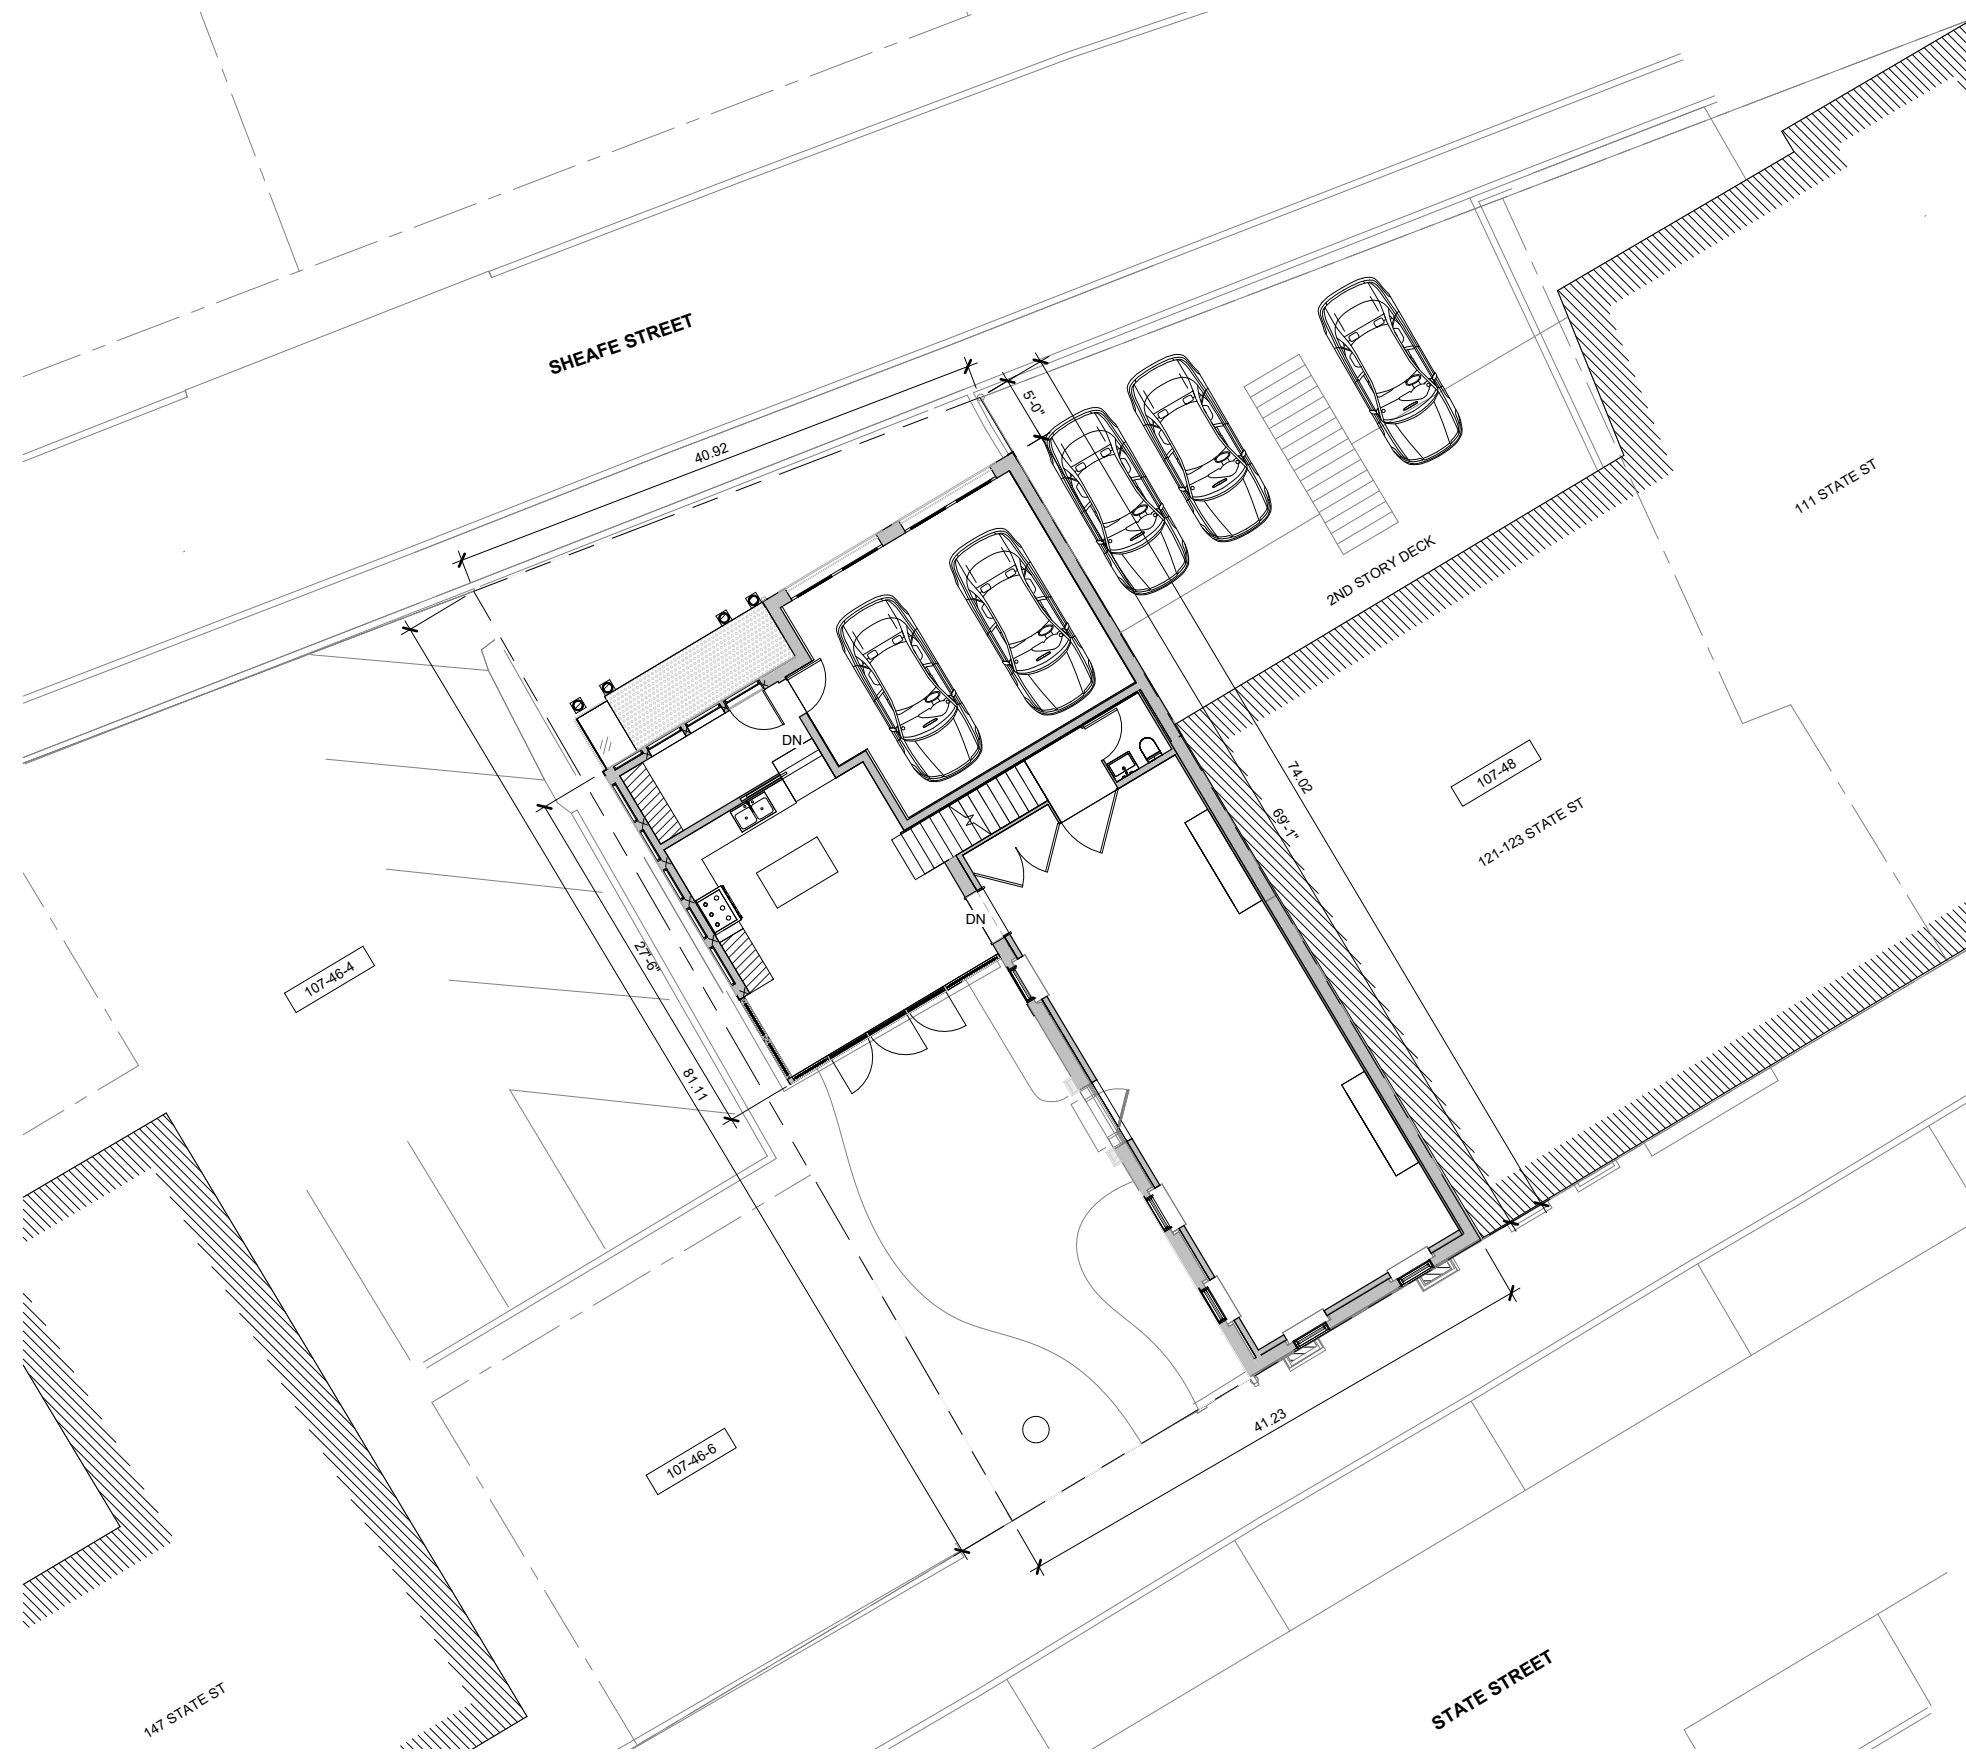 SHEAFE STREET
40.92
5'-0"
111 STATE ST
2ND STORY DECK
DN
107-48
74.02
69'-1"
121-123 STATE ST
DN
107-46-4
27'-6"
81.11
41.23
107-46-6
147 STATE ST
STATE STREET